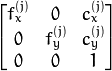 [f_x^{(j)} 0 c_x^{(j)}
0 f_y^{(j)} c_y^{(j)}
0 0 1]